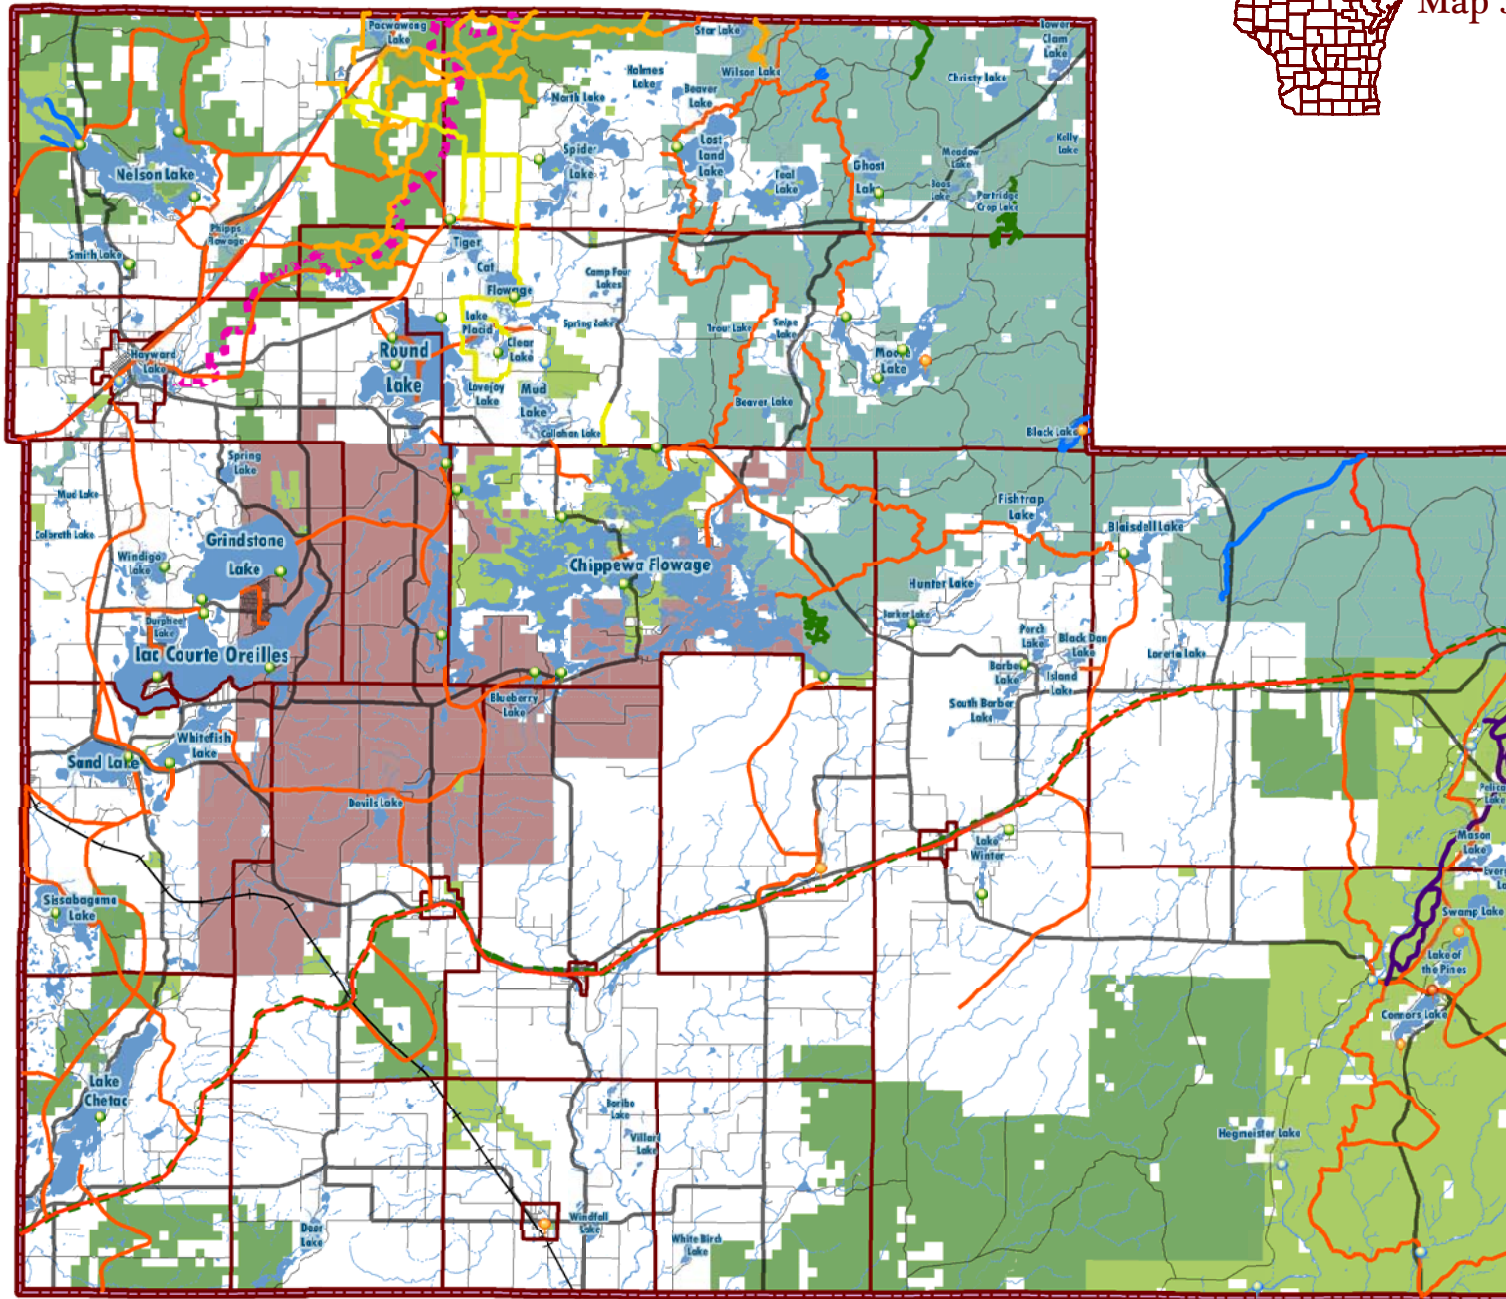 Map
Pacwawong
Lake
Star Lake
Lower
Clam
Lake
Wilson Lake
Holmes
Lake
Christy Lake
North Lake
Beaver
Lake
Spider
Lake
Lost
Land
Lake
Kelly
Lake
Meadow
Lake
Ghost
Lake
Teal
Lake
Nelson Lake
Partridge
Crop Lake
Phipps
Flowage
Smith Lake
Tiger
Cat
Flowage
Camp Four
Lakes
Lake
Placid
Spring Lake
Trout Lake
Snipe
Lake
Clear
Lake
Moose
Lake
Hayward
Lake
Round
Lake
Lovejoy
Lake
Mud
Lake
Beaver Lake
Callahan Lake
Black Lake
Spring
Lake
Mud Lake
Fishtrap
Lake
Blaisdell Lake
Colbroth Lake
Grindstone
Lake
Windigo
Lake
Chippewa Flowage
Hunter Lake
Barker Lake
Durphee
Lake
Perch
Lake
Black Dan
Lake
Lac Courte Oreilles
Loretta Lake
Barber
Lake
Island
Lake
Blueberry
Lake
South Barber
Lake
Whitefish
Lake
Sand Lake
Devils Lake
Lake
Winter
Mason
Lake
Sissabagama
Lake
Swamp Lake
Lake of
the Pines
Connors Lake
Lake
Chetac
Baribo
Lake
Villard
Lake
Hegmeister Lake
Windfall
Lake
Deer
Lake
White Birch
Lake